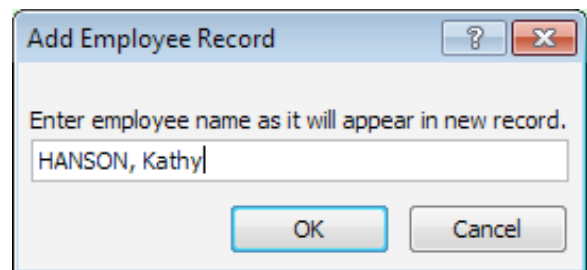 Add Employee Record
?
Enter employee name as it will appear in new record.
HANSON, Kathy
OK Cancel